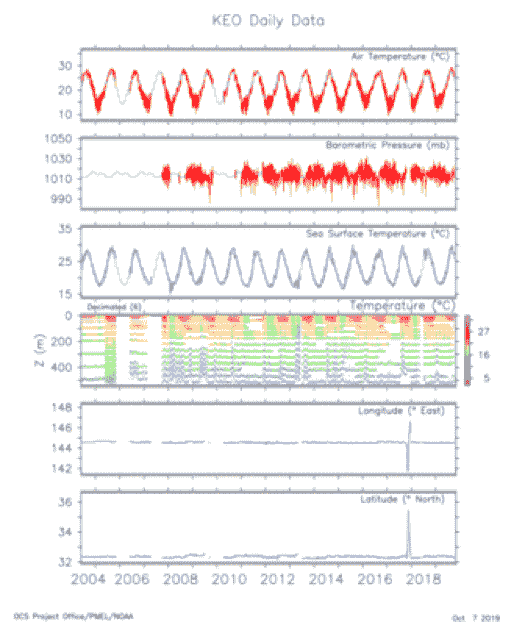 KEO Daily Data
Air Temperature (°C)
30
20
10
Barometric Pressure (mb)
1050
1030
1010
990
Sea Surface Temperature (°C)
35
25
15
Decimated (6)
Temperature (°C)
0
200
400
Z (m)
27
16
5
Longitude (° East)
148
146
144
142
Latitude (° North)
36
34
32
2004 2006 2008 2010 2012 2014 2016 2018
OCS Project Office/PMEL/NOAA
Oct 7 2019